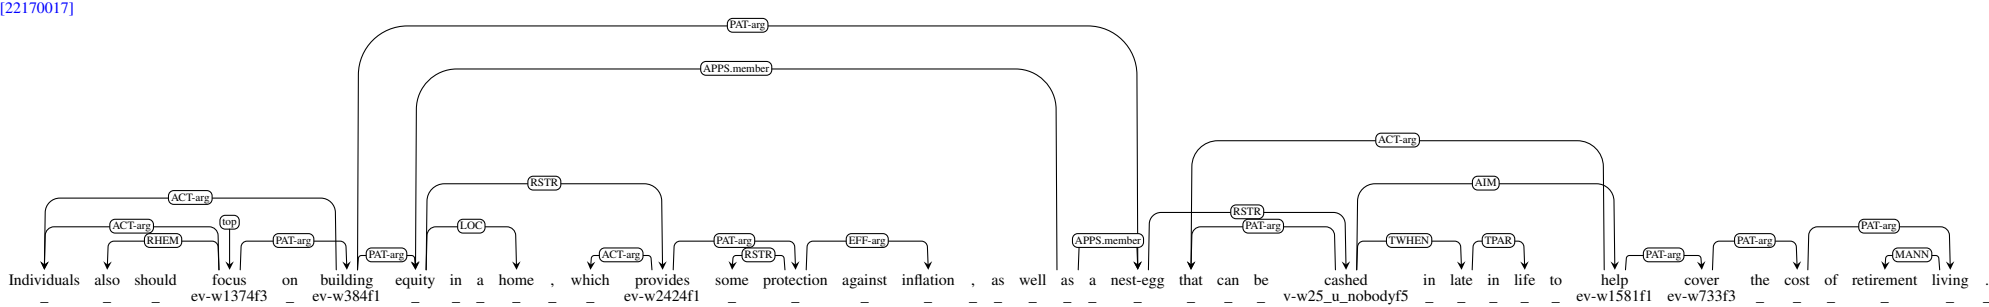 [22170017]
PAT-arg
APPS.member
ACT-arg
RSTR AIM
ACT-arg
top RSTR
ACT-arg LOC PAT-arg PAT-arg
RHEM PAT-arg PAT-arg EFF-arg APPS.member TWHEN TPAR
PAT-arg ACT-arg RSTR PAT-arg MANN
Individuals also should focus on building equity in a home , which provides some protection against inflation , as well as a nest-egg that can be cashed in late in life to help cover the cost of retirement living .
_ _ _ ev-w1374f3 _ ev-w384f1 _ _ _ _ _ _ ev-w2424f1 _ _ _ _ _ _ _ _ _ _ _ _ _ v-w25_u_nobodyf5 _ _ _ _ _ ev-w1581f1 ev-w733f3 _ _ _ _ _ _